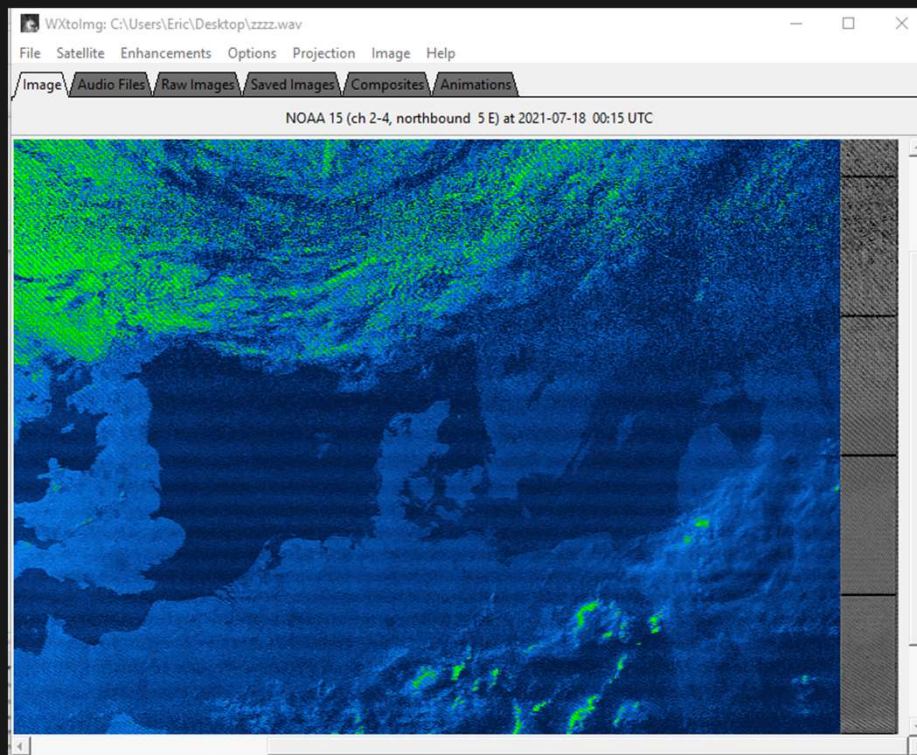 WXtoImg: C:\Users\Eric\Desktop\zzzz.wav
File Satellite Enhancements Options Projection Image Help
Image Audio Files Raw Images Saved Images Composites Animations
NOAA 15 (ch 2-4, northbound 5 E) at 2021-07-18 00:15 UTC